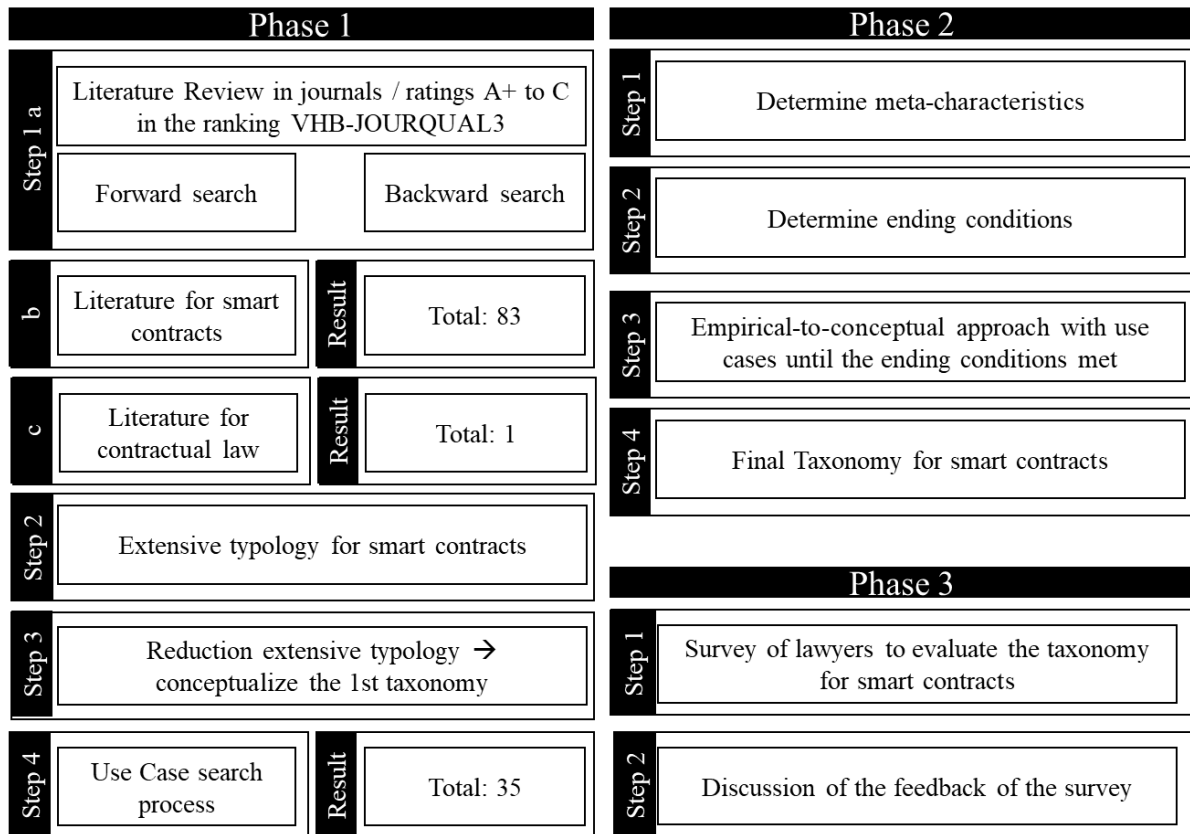 Phase 1
Step 1 a
Literature Review in journals / ratings A+ to C
in the ranking VHB-JOURQUAL3
Forward search
Backward search
b
Literature for smart
contracts
Result
Total: 83
c
Literature for
contractual law
Result
Total: 1
Step 2
Extensive typology for smart contracts
Step 3
Reduction extensive typology →
conceptualize the 1st taxonomy
Step 4
Use Case search
process
Result
Total: 35
Phase 2
Step 1
Determine meta-characteristics
Step 2
Determine ending conditions
Step 3
Empirical-to-conceptual approach with use
cases until the ending conditions met
Step 4
Final Taxonomy for smart contracts
Phase 3
Step 1
Survey of lawyers to evaluate the taxonomy
for smart contracts
Step 2
Discussion of the feedback of the survey